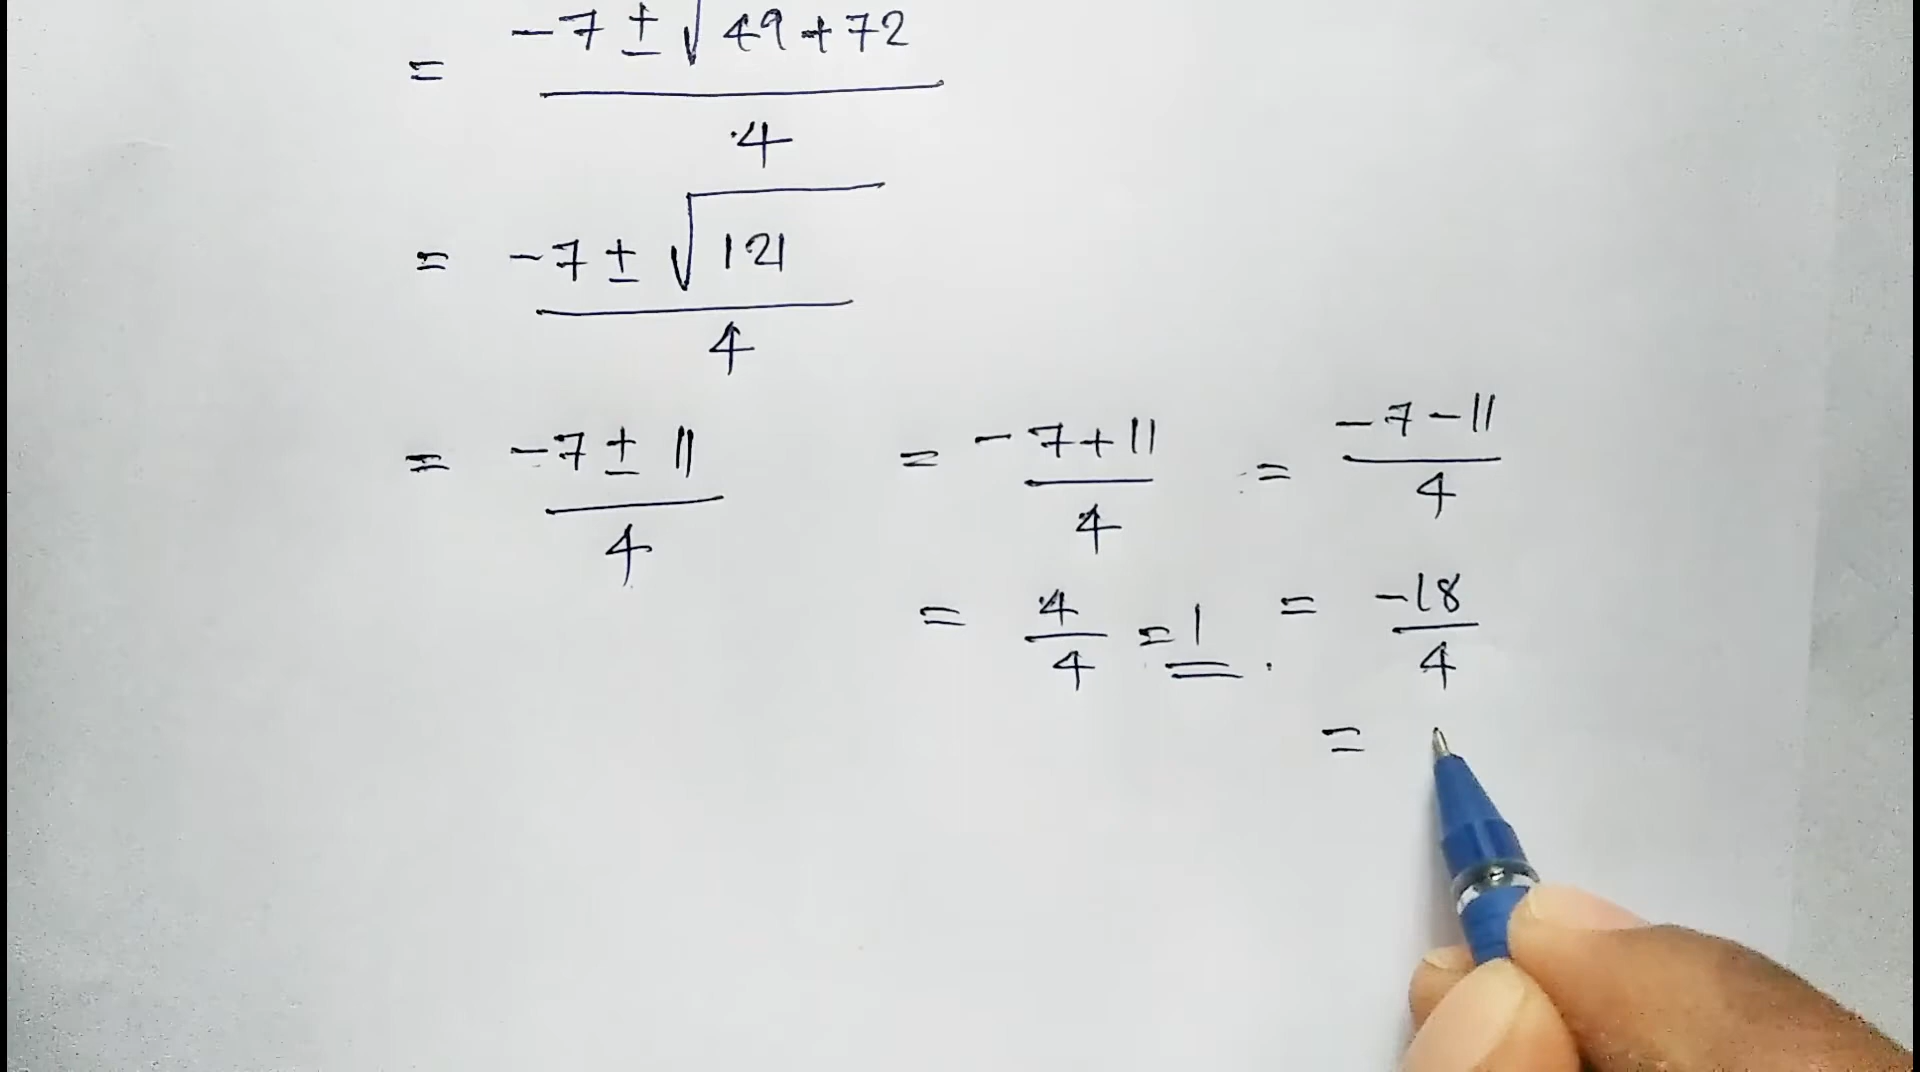 = (-7 ± √49+72)/4
= (-7 ± √121)/4
= (-7 ± 11)/4 = (-7+11)/4 = (-7-11)/4
= 4/4 = 1 = -18/4
=